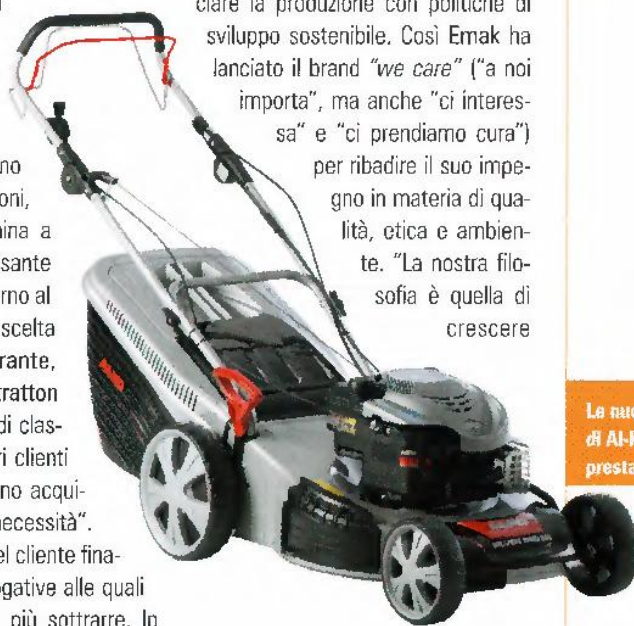 ciare la produzione con politiche di
sviluppo sostenibile. Così Emak ha
lanciato il brand "we care" ("a noi
importa", ma anche "ci interes-
sa" e "ci prendiamo cura")
per ribadire il suo impe-
gno in materia di qua-
lità, etica e ambien-
te. "La nostra filo-
sofia è quella di
crescere
no
oni,
ina a
sante
rno al
scelta
rante,
ratton
di clas-
ri clienti
no acqui-
necessità".
el cliente fina-
gative alle quali
più sottrarre. In
Le nuo
di Al-
presta